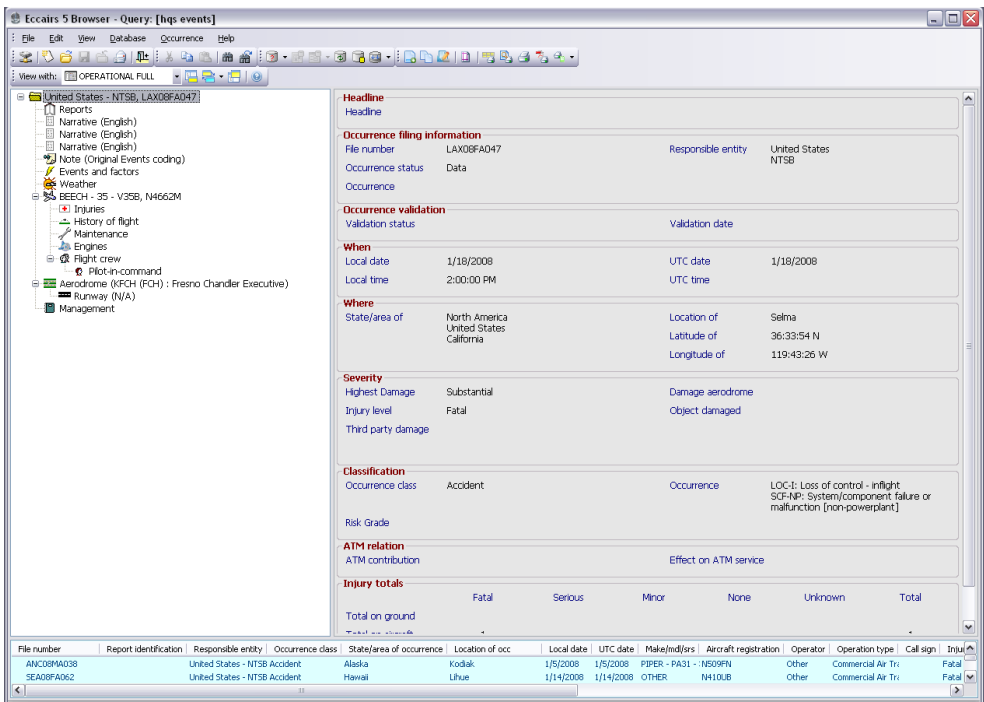 Eccairs 5 Browser - Query: [hqs events]
File Edit View Database Occurrence Help
View with: OPERATIONAL FULL
United States - NTSB, LAX08FA047
Reports
Narrative (English)
Narrative (English)
Narrative (English)
Note (Original Events coding)
Events and factors
Weather
BEECH - 35 - V35B, N4662M
Injuries
History of flight
Maintenance
Engines
Flight crew
Pilot-in-command
Aerodrome (KFCH (FCH) : Fresno Chandler Executive)
Runway (N/A)
Management
Headline
Headline
Occurrence filing information
File number LAX08FA047 Responsible entity United States
NTSB
Occurrence status Data
Occurrence
Occurrence validation
Validation status Validation date
When
Local date 1/18/2008 UTC date 1/18/2008
Local time 2:00:00 PM UTC time
Where
State/area of North America Location of Selma
United States
California
Latitude of 36:33:54 N
Longitude of 119:43:26 W
Severity
Highest Damage Substantial Damage aerodrome
Injury level Fatal Object damaged
Third party damage
Classification
Occurrence class Accident Occurrence LOC-I: Loss of control - inflight
SCF-NP: System/component failure or
malfunction [non-powerplant]
Risk Grade
ATM relation
ATM contribution Effect on ATM service
Injury totals
Fatal Serious Minor None Unknown Total
Total on ground
Total on aircraft
File number Report identification Responsible entity Occurrence class State/area of occurrence Location of occ Local date UTC date Make/mdl/srs Aircraft registration Operator Operation type Call sign Inju
ANC08MA038 United States - NTSB Accident Alaska Kodiak 1/5/2008 1/5/2008 PIPER - PA31 - N509FN Other Commercial Air Tra Fatal
SEA08FA062 United States - NTSB Accident Hawaii Lihue 1/14/2008 1/14/2008 OTHER N410UB Other Commercial Air Tra Fatal